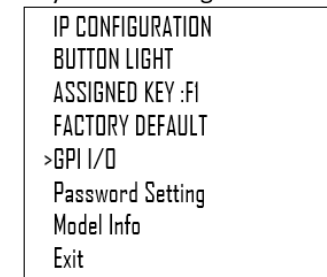 IP CONFIGURATION
BUTTON LIGHT
ASSIGNED KEY :F1
FACTORY DEFAULT
>GPI I/O
Password Setting
Model Info
Exit